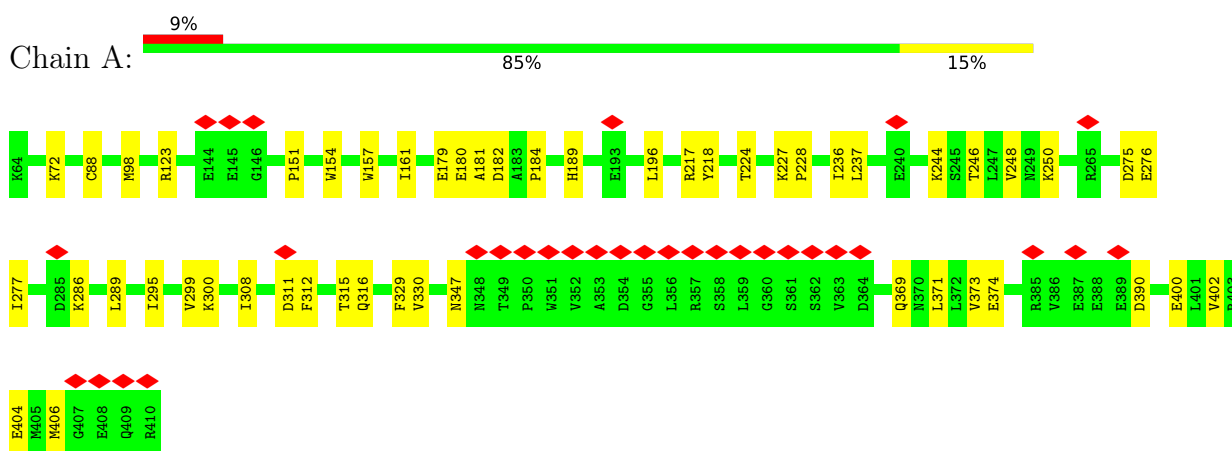 9%
Chain A:
85% 15%
K64 K72 C88 M98 R123 E144 E145 G146 P151 W154 W157 I161 E179 E180 A181 D182 A183 P184 H189 E193 L196 R217 Y218 T224 K227 P228 I236 L237 E240 K244 S245 T246 L247 V248 N249 K250 R265 D275 E276
I277 D285 K286 L289 I295 V299 K300 I308 D311 F312 T315 Q316 F329 V330 N347 N348 T349 P350 W351 V352 A353 D354 G355 L356 R357 S358 L359 G360 S361 S362 V363 D364 Q369 N370 L371 L372 V373 E374 R385 V386 E387 E388 E389 D390 E400 L401 V402
E404 M405 M406 G407 E408 Q409 R410